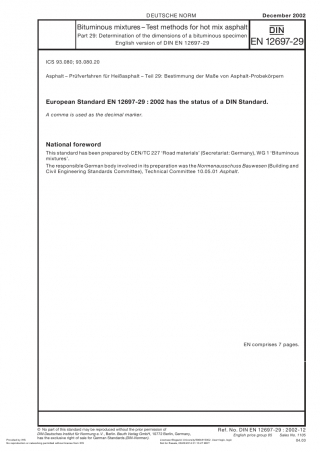 DEUTSCHE NORM
December 2002
Bituminous mixtures – Test methods for hot mix asphalt
Part 29: Determination of the dimensions of a bituminous specimen
English version of DIN EN 12697-29
DIN
EN 12697-29
ICS 93.080; 93.080.20
Asphalt – Prüfverfahren für Heißasphalt – Teil 29: Bestimmung der Maße von Asphalt-Probekörpern
European Standard EN 12697-29 : 2002 has the status of a DIN Standard.
A comma is used as the decimal marker.
National foreword
This standard has been prepared by CEN/TC 227 'Road materials' (Secretariat: Germany), WG 1 'Bituminous
mixtures'.
The responsible German body involved in its preparation was the Normenausschuss Bauwesen (Building and
Civil Engineering Standards Committee), Technical Committee 10.05.01 Asphalt.
EN comprises 7 pages.
© No part of this standard may be reproduced without the prior permission of
DIN Deutsches Institut für Normung e. V., Berlin. Beuth Verlag GmbH, 10772 Berlin, Germany,
has the exclusive right of sale for German Standards (DIN-Normen).
Ref. No. DIN EN 12697-29 : 2002-12
English price group 06 Sales No. 1106